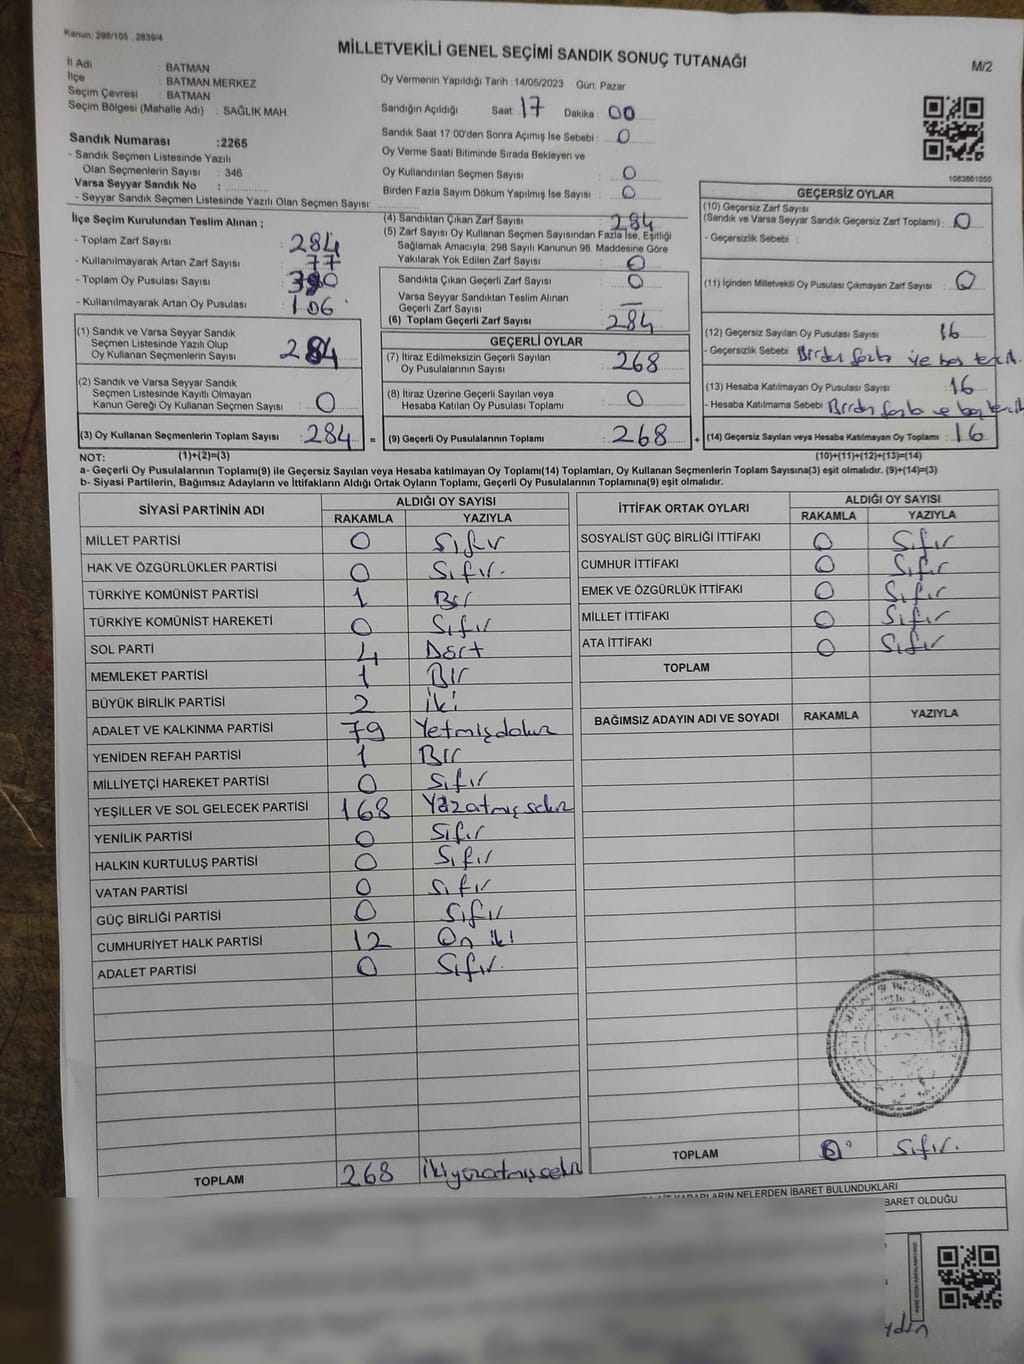 Kanun. 298/105 . 2839/4
MİLLETVEKİLİ GENEL SEÇİMİ SANDIK SONUÇ TUTANAĞI
M/2
İl Adı : BATMAN
İlçe : BATMAN MERKEZ
Seçim Çevresi : BATMAN
Seçim Bölgesi (Mahalle Adı) : SAĞLIK MAH
Oy Vermenin Yapıldığı Tarih :14/05/2023 Gün: Pazar
Sandığın Açıldığı Saat: 17 Dakika : 00
Sandık Saat 17:00'den Sonra Açımış İse Sebebi : 0
Oy Verme Saati Bitiminde Sırada Bekleyen ve
Oy Kullandırılan Seçmen Sayısı : 0
Birden Fazla Sayım Döküm Yapılmış İse Sayısı : 0
Sandık Numarası :2265
- Sandık Seçmen Listesinde Yazılı
Olan Seçmenlerin Sayısı : 346
Varsa Seyyar Sandık No : ..............
- Seyyar Sandık Seçmen Listesinde Yazılı Olan Seçmen Sayısı: ..............
1083861050
İlçe Seçim Kurulundan Teslim Alınan ;
- Toplam Zarf Sayısı : 284
- Kullanılmayarak Artan Zarf Sayısı : 77
- Toplam Oy Pusulası Sayısı :
- Kullanılmayarak Artan Oy Pusulası : 106
(1) Sandık ve Varsa Seyyar Sandık
Seçmen Listesinde Yazılı Olup
Oy Kullanan Seçmenlerin Sayısı : 284
(2) Sandık ve Varsa Seyyar Sandık
Seçmen Listesinde Kayıtlı Olmayan
Kanun Gereği Oy Kullanan Seçmen Sayısı : 0
(3) Oy Kullanan Seçmenlerin Toplam Sayısı : 284 =
(4) Sandıktan Çıkan Zarf Sayısı ; : 284
(5) Zarf Sayısı Oy Kullanan Seçmen Sayısından Fazla İse, Eşitliği
Sağlamak Amacıyla, 298 Sayılı Kanunun 98. Maddesine Göre
Yakılarak Yok Edilen Zarf Sayısı : 0
Sandıkta Çıkan Geçerli Zarf Sayısı : 0
Varsa Seyyar Sandıktan Teslim Alınan
Geçerli Zarf Sayısı : —
(6) Toplam Geçerli Zarf Sayısı : 284
GEÇERLİ OYLAR
(7) İtiraz Edilmeksizin Geçerli Sayılan
Oy Pusulalarının Sayısı : 268
(8) İtiraz Üzerine Geçerli Sayılan veya
Hesaba Katılan Oy Pusulası Toplamı : 0
(9) Geçerli Oy Pusulalarının Toplamı : 268 +
GEÇERSİZ OYLAR
(10) Geçersiz Zarf Sayısı
(Sandık ve Varsa Seyyar Sandık Geçersiz Zarf Toplamı) : 0
- Geçersizlik Sebebi :
(11) İçinden Milletvekili Oy Pusulası Çıkmayan Zarf Sayısı : 0
(12) Geçersiz Sayılan Oy Pusulası Sayısı : 16
- Geçersizlik Sebebi : Birden fazla ve boş tercih.
(13) Hesaba Katılmayan Oy Pusulası Sayısı : 16
- Hesaba Katılmama Sebebi : Birden fazla ve boş tercih
(14) Geçersiz Sayılan veya Hesaba Katılmayan Oy Toplamı : 16
NOT: (1)+(2)=(3) (10)+(11)+(12)+(13)=(14)
a- Geçerli Oy Pusulalarının Toplamı(9) ile Geçersiz Sayılan veya Hesaba katılmayan Oy Toplamı(14) Toplamları, Oy Kullanan Seçmenlerin Toplam Sayısına(3) eşit olmalıdır. (9)+(14)=(3)
b- Siyasi Partilerin, Bağımsız Adayların ve İttifakların Aldığı Ortak Oyların Toplamı, Geçerli Oy Pusulalarının Toplamına(9) eşit olmalıdır.
SİYASİ PARTİNİN ADI ALDIĞI OY SAYISI
RAKAMLA YAZIYLA
MİLLET PARTİSİ 0 Sıfır
HAK VE ÖZGÜRLÜKLER PARTİSİ 0 Sıfır.
TÜRKİYE KOMÜNİST PARTİSİ 1 Bir
TÜRKİYE KOMÜNİST HAREKETİ 0 Sıfır
SOL PARTİ 4 Dört
MEMLEKET PARTİSİ 1 Bir
BÜYÜK BİRLİK PARTİSİ 2 iki
ADALET VE KALKINMA PARTİSİ 79 Yetmişdokuz
YENİDEN REFAH PARTİSİ 1 Bir
MİLLİYETÇİ HAREKET PARTİSİ 0 Sıfır
YEŞİLLER VE SOL GELECEK PARTİSİ 168 Yüzatmış sekiz
YENİLİK PARTİSİ 0 Sıfır
HALKIN KURTULUŞ PARTİSİ 0 Sıfır
VATAN PARTİSİ 0 Sıfır
GÜÇ BİRLİĞİ PARTİSİ 0 Sıfır
CUMHURİYET HALK PARTİSİ 12 On iki
ADALET PARTİSİ 0 Sıfır.
TOPLAM 268 ikiyüzatmışsekiz
İTTİFAK ORTAK OYLARI ALDIĞI OY SAYISI
RAKAMLA YAZIYLA
SOSYALİST GÜÇ BİRLİĞİ İTTİFAKI 0 Sıfır
CUMHUR İTTİFAKI 0 Sıfır
EMEK VE ÖZGÜRLÜK İTTİFAKI 0 Sıfır
MİLLET İTTİFAKI 0 Sıfır
ATA İTTİFAKI 0 Sıfır
TOPLAM
BAĞIMSIZ ADAYIN ADI VE SOYADI RAKAMLA YAZIYLA
TOPLAM 0 Sıfır.
KARARLARIN NELERDEN İBARET BULUNDUKLARI
BARET OLDUĞU